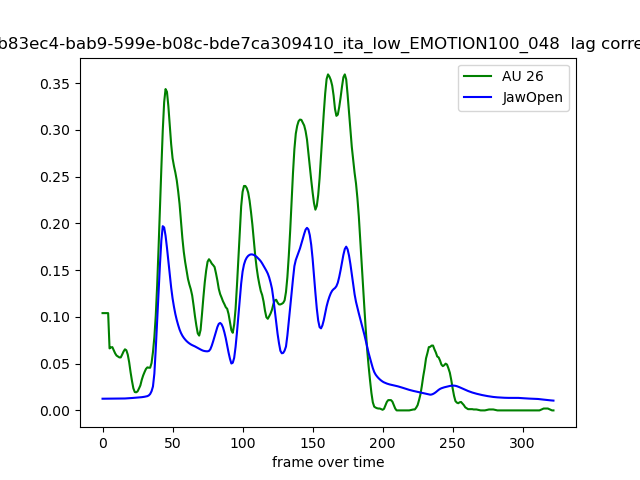 b83ec4-bab9-599e-b08c-bde7ca309410_ita_low_EMOTION100_048 lag corre
AU 26
JawOpen
0.35
0.30
0.25
0.20
0.15
0.10
0.05
0.00
0 50 100 150 200 250 300
frame over time